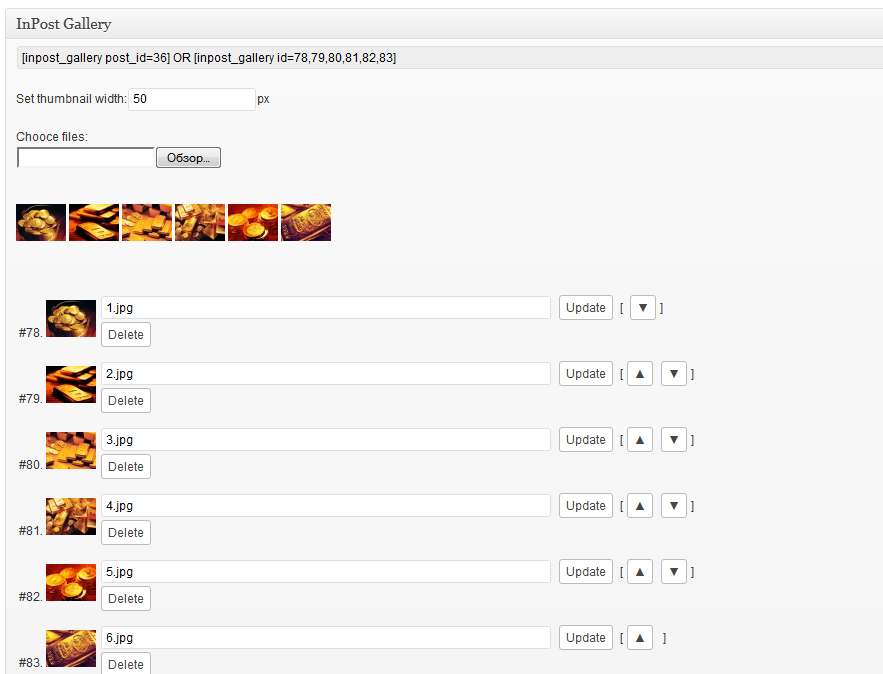 InPost Gallery
[inpost_gallery post_id=36] OR [inpost_gallery id=78,79,80,81,82,83]
Set thumbnail width: 50 px
Chooce files:
Обзор...
1.jpg Update [ ▼ ]
#78. Delete
2.jpg Update [ ▲ ▼ ]
#79. Delete
3.jpg Update [ ▲ ▼ ]
#80. Delete
4.jpg Update [ ▲ ▼ ]
#81. Delete
5.jpg Update [ ▲ ▼ ]
#82. Delete
6.jpg Update [ ▲ ]
#83. Delete